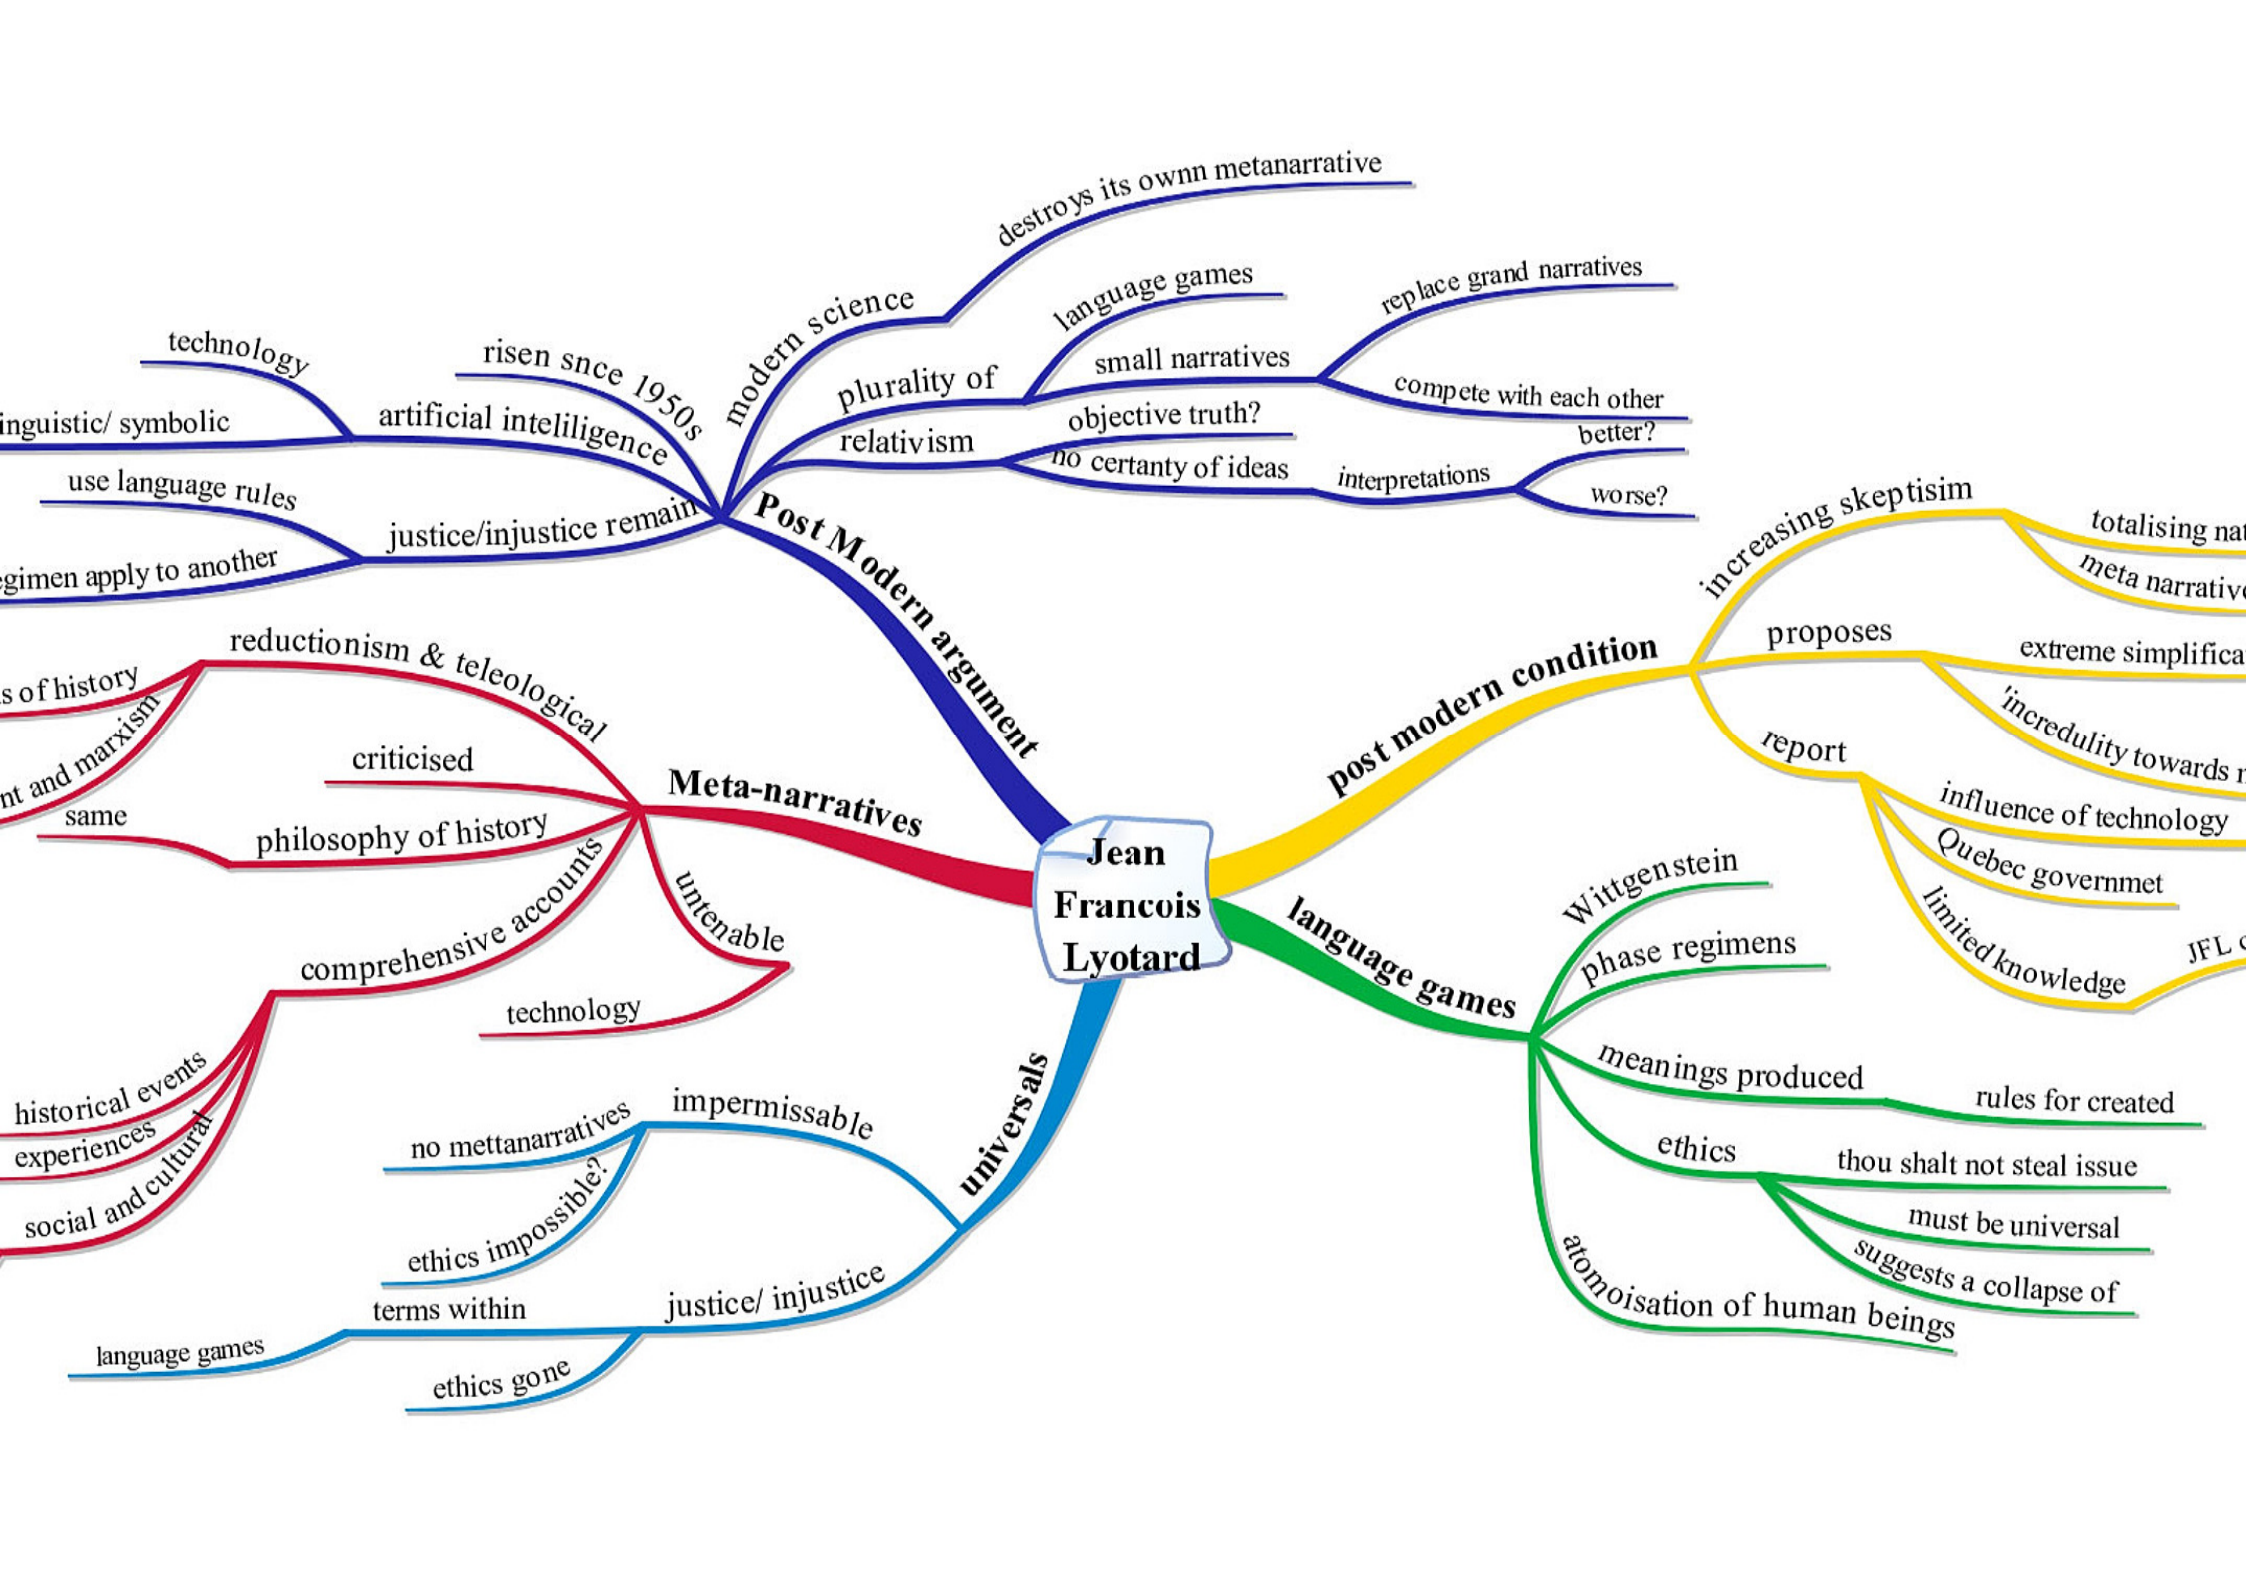 Jean
Francois
Lyotard
Post Modern argument
modern science
destroys its ownn metanarrative
plurality of
language games
small narratives
replace grand narratives
compete with each other
relativism
objective truth?
no certanty of ideas
interpretations
better?
worse?
risen snce 1950s
artificial inteliligence
technology
inguistic/ symbolic
justice/injustice remain
use language rules
egimen apply to another
post modern condition
increasing skeptisim
totalising nat
meta narrative
proposes
extreme simplifica
'incredulity towards
report
influence of technology
Quebec governmet
limited knowledge
JFL
language games
Wittgenstein
phase regimens
meanings produced
rules for created
ethics
thou shalt not steal issue
must be universal
suggests a collapse of
atomoisation of human beings
universals
impermissable
no mettanarratives
ethics impossible?
justice/ injustice
terms within
language games
ethics gone
Meta-narratives
reductionism & teleological
s of history
nt and marxism
criticised
philosophy of history
same
comprehensive accounts
historical events
experiences
social and cultural
untenable
technology